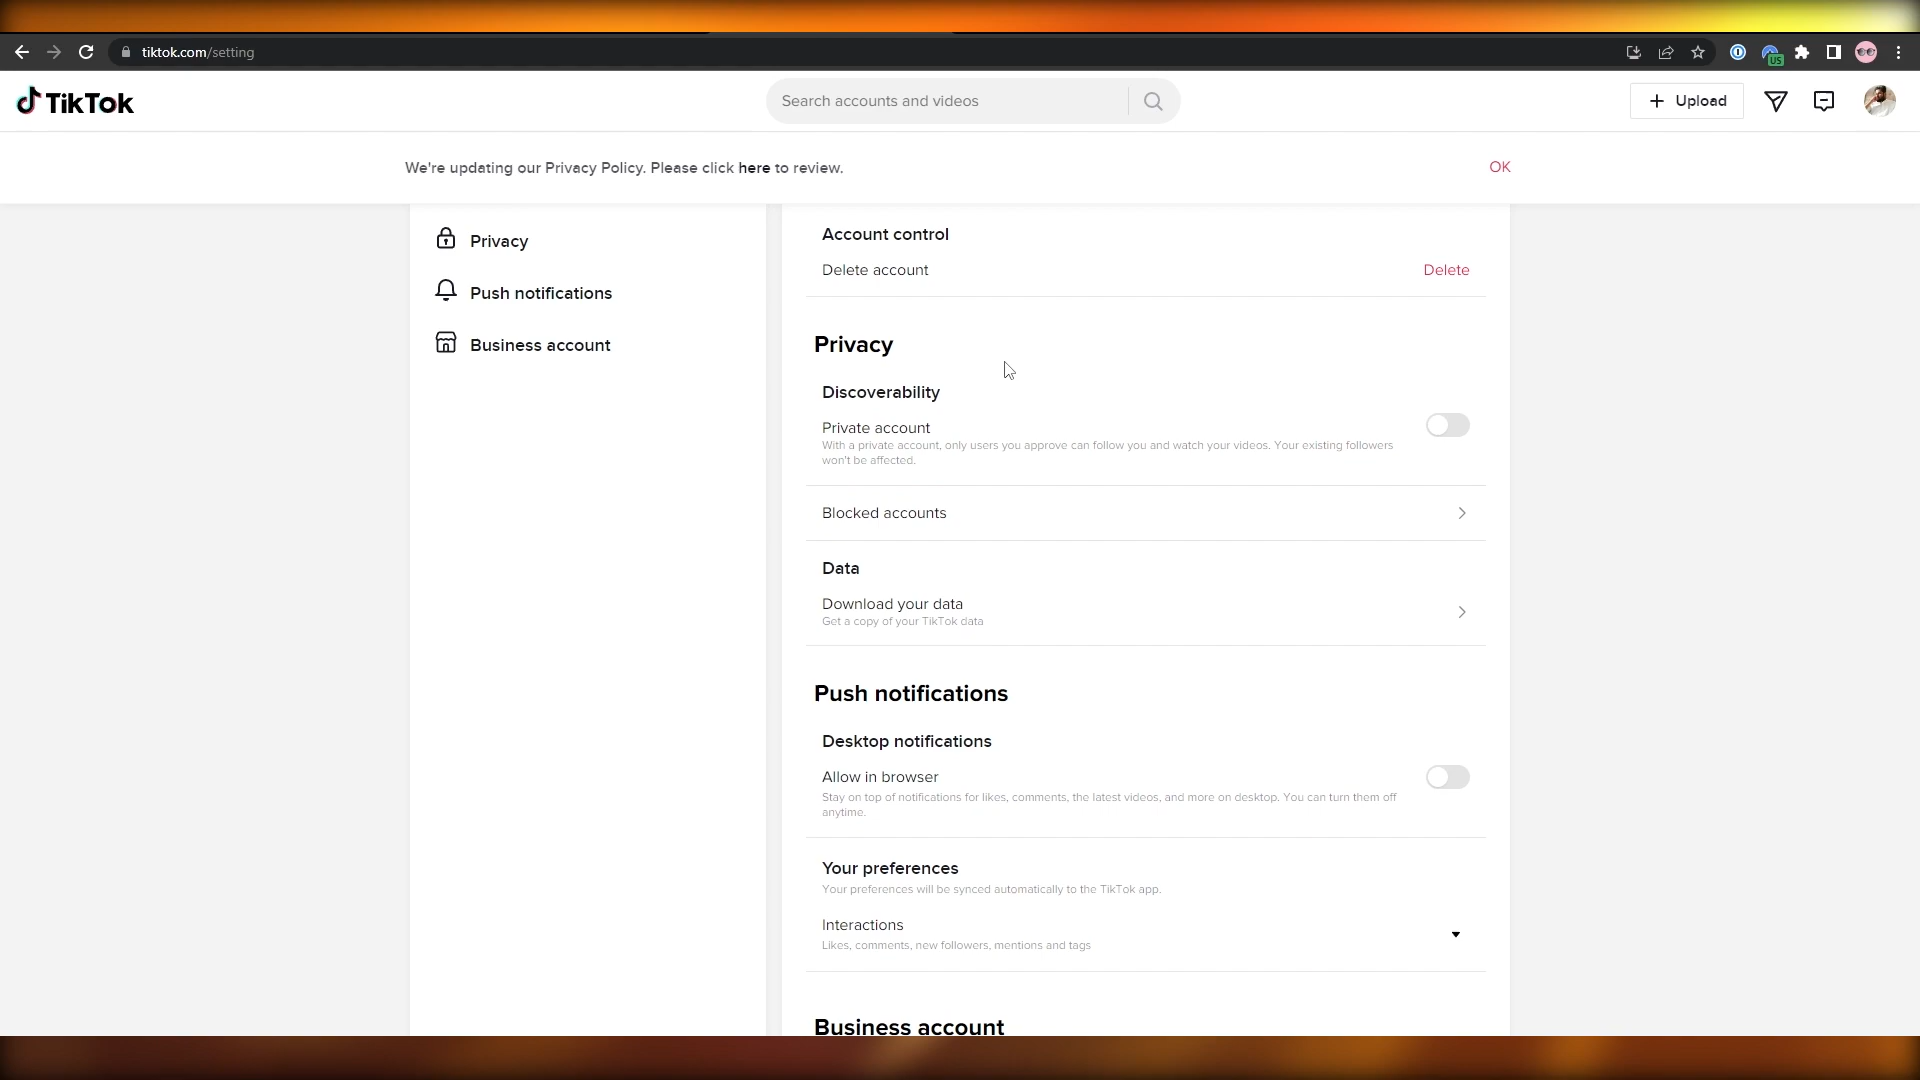 tiktok.com/setting
US
TikTok
Search accounts and videos
Upload
We're updating our Privacy Policy. Please click here to review.
OK
Privacy
Push notifications
Business account
Account control
Delete account
Delete
Privacy
Discoverability
Private account
With a private account, only users you approve can follow you and watch your videos. Your existing followers
won't be affected.
Blocked accounts
Data
Download your data
Get a copy of your TikTok data
Push notifications
Desktop notifications
Allow in browser
Stay on top of notifications for likes, comments, the latest videos, and more on desktop. You can turn them off
anytime.
Your preferences
Your preferences will be synced automatically to the TikTok app.
Interactions
Likes, comments, new followers, mentions and tags
Business account